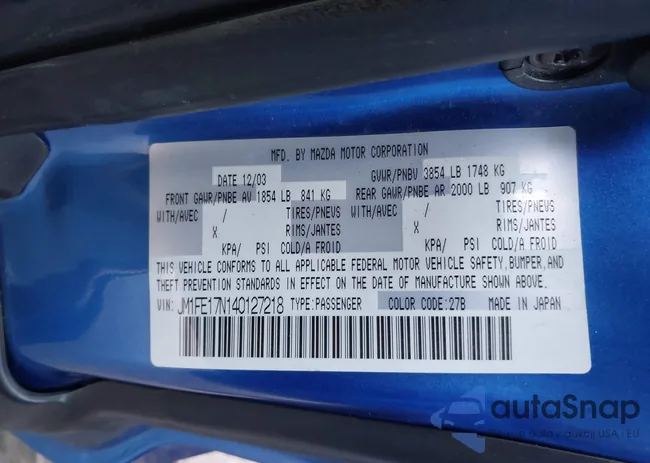 MFD. BY MAZDA MOTOR CORPORATION
DATE 12/03 GVWR/PNBV 3854 LB 1748 KG
FRONT GAWR/PNBE AV 1854 LB 841 KG REAR GAWR/PNBE AR 2000 LB 907 KG
WITH/AVEC / TIRES/PNEUS WITH/AVEC / TIRES/PNEUS
X RIMS/JANTES X RIMS/JANTES
KPA/ PSI COLD/A FROID KPA/ PSI COLD/A FROID
THIS VEHICLE CONFORMS TO ALL APPLICABLE FEDERAL MOTOR VEHICLE SAFETY, BUMPER, AND
THEFT PREVENTION STANDARDS IN EFFECT ON THE DATE OF MANUFACTURE SHOWN ABOVE.
VIN: JM1FE17N140127218 TYPE: PASSENGER COLOR CODE: 27B MADE IN JAPAN
autaSnap
USA i EU